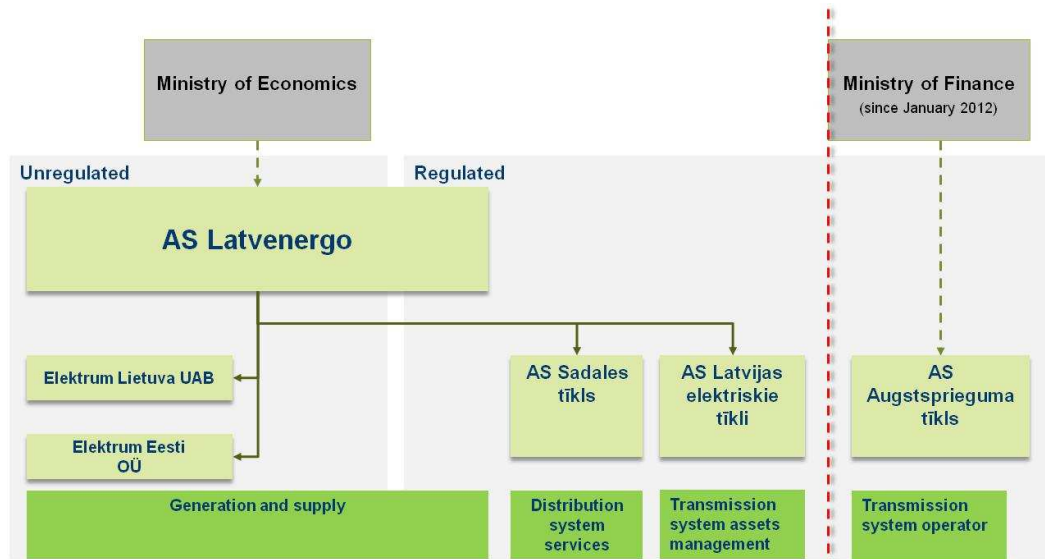 Ministry of Economics
Ministry of Finance
(since January 2012)
Unregulated
Regulated
AS Latvenergo
Elektrum Lietuva UAB
Elektrum Eesti
OÜ
AS Sadales
tīkls
AS Latvijas
elektriskie
tīkli
AS
Augstsprieguma
tīkls
Generation and supply
Distribution
system
services
Transmission
system assets
management
Transmission
system operator